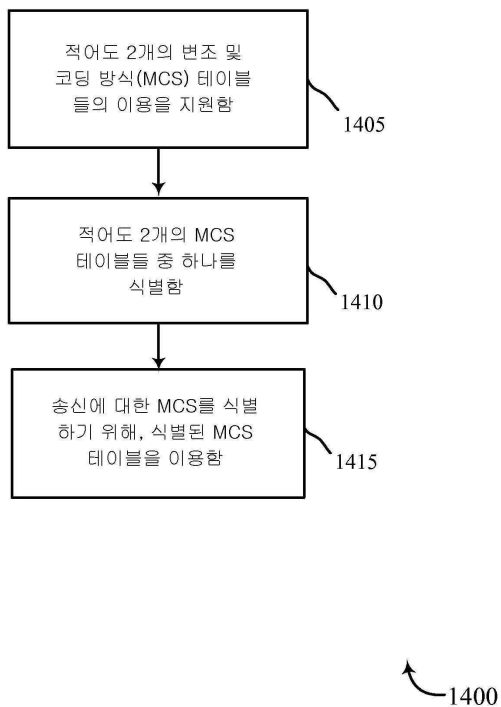 적어도 2개의 변조 및
코딩 방식(MCS) 테이블
들의 이용을 지원함
1405
적어도 2개의 MCS
테이블들 중 하나를
식별함
1410
송신에 대한 MCS를 식별
하기 위해, 식별된 MCS
테이블을 이용함
1415
1400